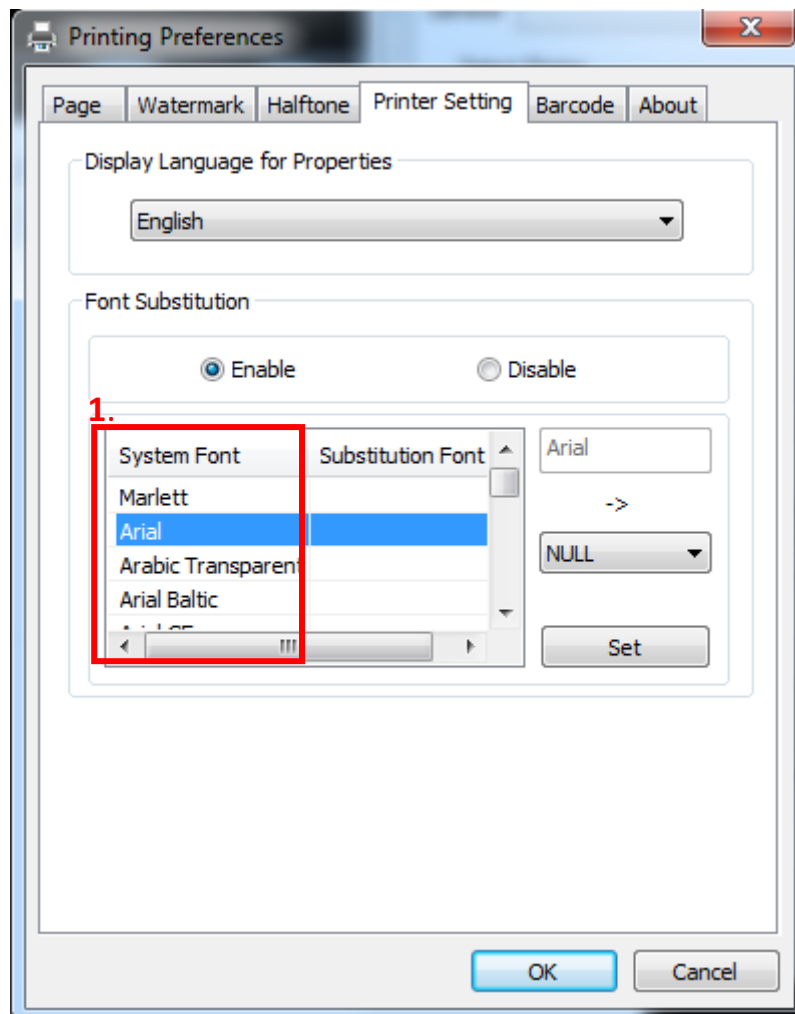 Printing Preferences
Page Watermark Halftone Printer Setting Barcode About
Display Language for Properties
English
Font Substitution
Enable Disable
1.
System Font Substitution Font
Marlett
Arial
Arabic Transparent
Arial Baltic
Arial
->
NULL
Set
OK Cancel